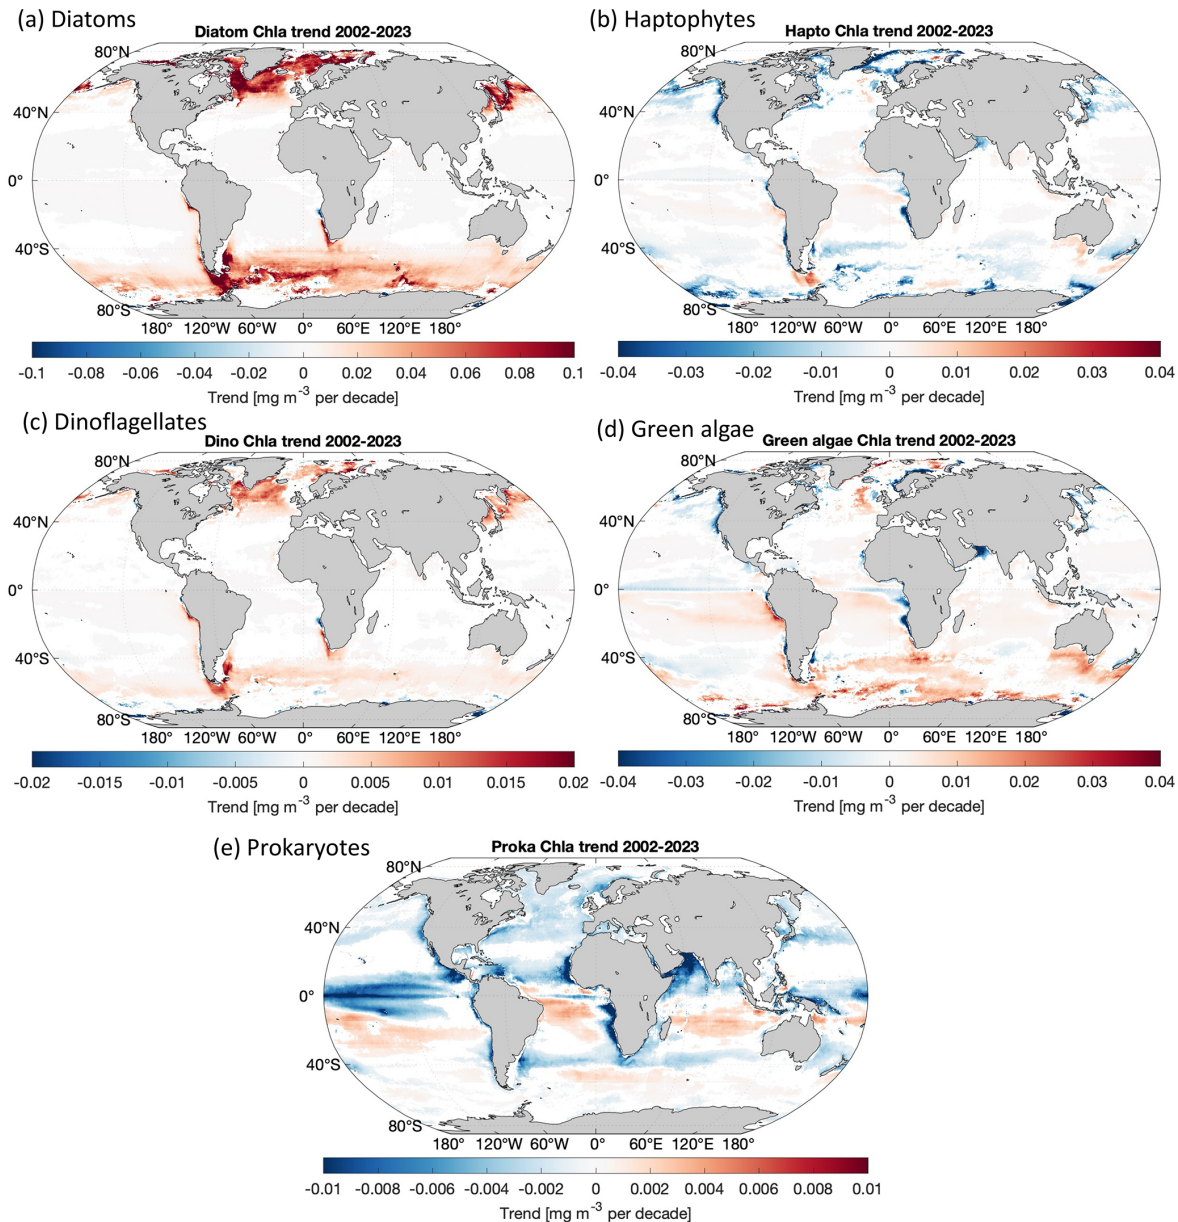 (a) Diatoms
Diatom Chla trend 2002-2023
80°N
40°N
0°
40°S
80°S
180° 120°W 60°W 0° 60°E 120°E 180°
-0.1 -0.08 -0.06 -0.04 -0.02 0 0.02 0.04 0.06 0.08 0.1
Trend [mg m⁻³ per decade]
(b) Haptophytes
Hapto Chla trend 2002-2023
80°N
40°N
0°
40°S
80°S
180° 120°W 60°W 0° 60°E 120°E 180°
-0.04 -0.03 -0.02 -0.01 0 0.01 0.02 0.03 0.04
Trend [mg m⁻³ per decade]
(c) Dinoflagellates
Dino Chla trend 2002-2023
80°N
40°N
0°
40°S
80°S
180° 120°W 60°W 0° 60°E 120°E 180°
-0.02 -0.015 -0.01 -0.005 0 0.005 0.01 0.015 0.02
Trend [mg m⁻³ per decade]
(d) Green algae
Green algae Chla trend 2002-2023
80°N
40°N
0°
40°S
80°S
180° 120°W 60°W 0° 60°E 120°E 180°
-0.04 -0.03 -0.02 -0.01 0 0.01 0.02 0.03 0.04
Trend [mg m⁻³ per decade]
(e) Prokaryotes
Proka Chla trend 2002-2023
80°N
40°N
0°
40°S
80°S
180° 120°W 60°W 0° 60°E 120°E 180°
-0.01 -0.008 -0.006 -0.004 -0.002 0 0.002 0.004 0.006 0.008 0.01
Trend [mg m⁻³ per decade]